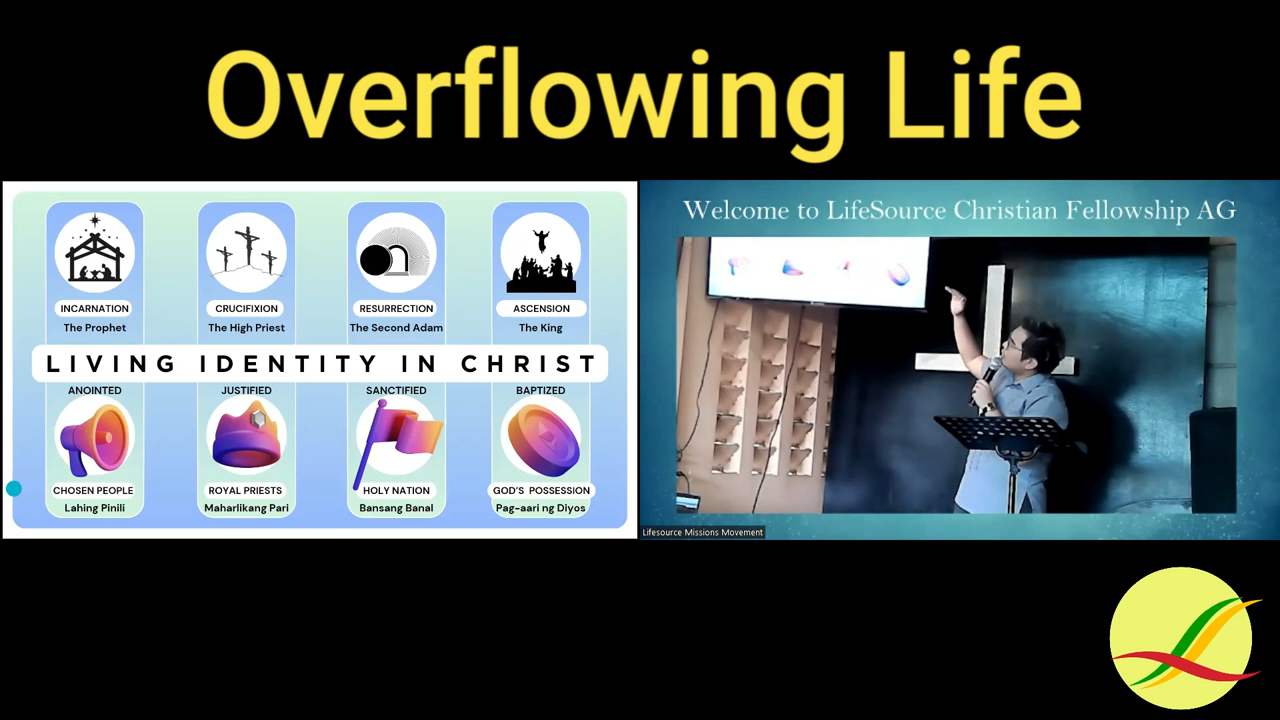 Overflowing Life
INCARNATION
The Prophet
CRUCIFIXION
The High Priest
RESURRECTION
The Second Adam
ASCENSION
The King
LIVING IDENTITY IN CHRIST
ANOINTED
CHOSEN PEOPLE
Lahing Pinili
JUSTIFIED
ROYAL PRIESTS
Maharlikang Pari
SANCTIFIED
HOLY NATION
Bansang Banal
BAPTIZED
GOD'S POSSESSION
Pag-aari ng Diyos
Welcome to LifeSource Christian Fellowship AG
Lifesource Missions Movement